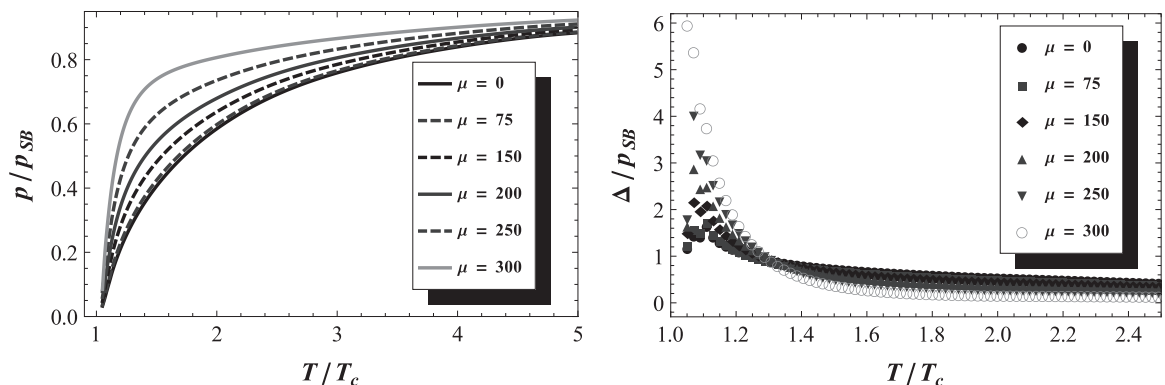 p / p_SB
0.8
0.6
0.4
0.2
0.0
1 2 3 4 5
T / T_c
μ = 0
μ = 75
μ = 150
μ = 200
μ = 250
μ = 300
Δ / p_SB
6
5
4
3
2
1
0
1.0 1.2 1.4 1.6 1.8 2.0 2.2 2.4
T / T_c
μ = 0
μ = 75
μ = 150
μ = 200
μ = 250
μ = 300